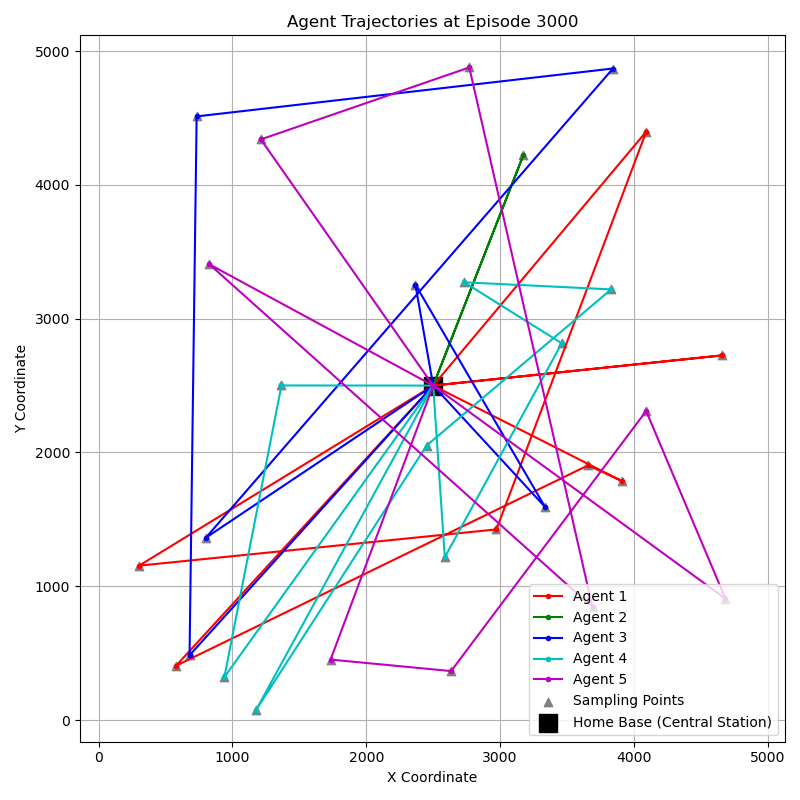 Agent Trajectories at Episode 3000
5000
4000
3000
2000
1000
0
Y Coordinate
0
1000
2000
3000
4000
5000
X Coordinate
Agent 1
Agent 2
Agent 3
Agent 4
Agent 5
Sampling Points
Home Base (Central Station)